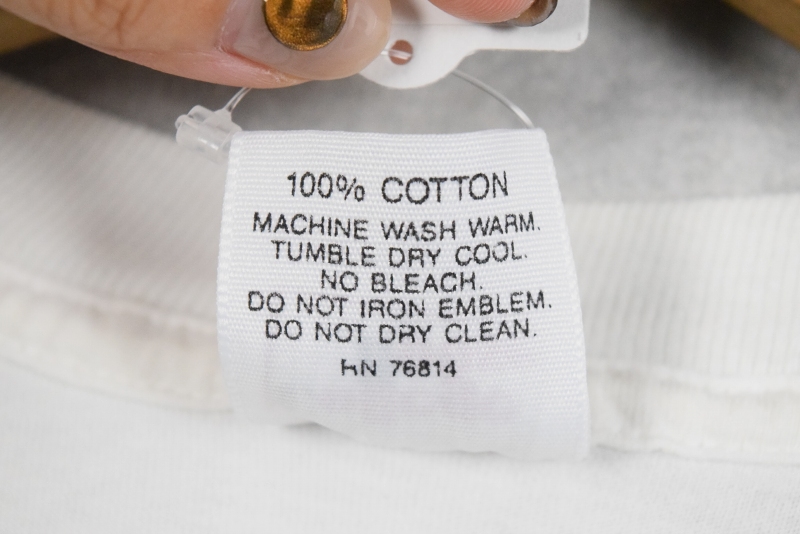 100% COTTON
MACHINE WASH WARM.
TUMBLE DRY COOL.
NO BLEACH.
DO NOT IRON EMBLEM.
DO NOT DRY CLEAN.
RN 76814